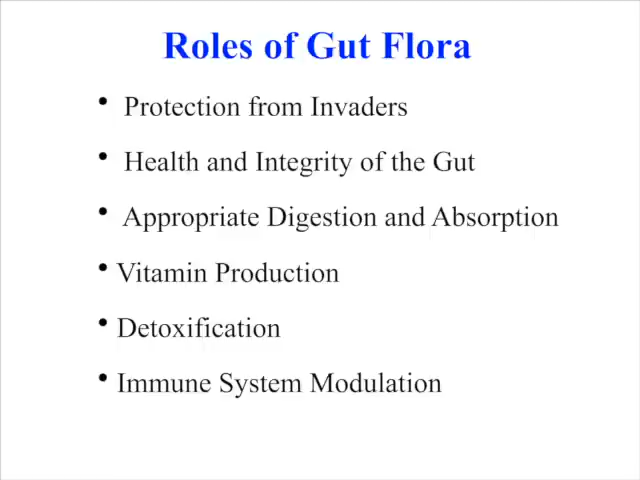 Roles of Gut Flora
• Protection from Invaders
• Health and Integrity of the Gut
• Appropriate Digestion and Absorption
• Vitamin Production
• Detoxification
• Immune System Modulation